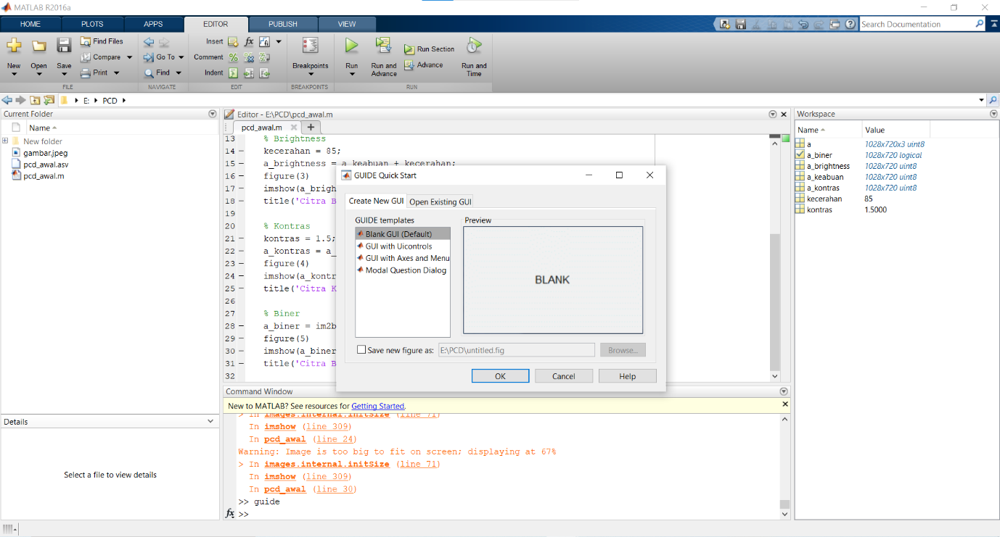 MATLAB R2016a
HOME PLOTS APPS EDITOR PUBLISH VIEW
Search Documentation
New Open Save
Find Files
Compare
Print
FILE
Go To
Find
NAVIGATE
Insert
Comment
Indent
EDIT
Breakpoints
BREAKPOINTS
Run
Run and Advance
Run Section
Advance
Run and Time
RUN
E: PCD
Current Folder
Name
New folder
gambar.jpeg
pcd_awal.asv
pcd_awal.m
Details
Select a file to view details
Editor - E:\PCD\pcd_awal.m
pcd_awal.m
13 % Brightness
14 - kecerahan = 85;
15 - a_brightness = a_keabuan + kecerahan;
16 - figure(3)
17 - imshow(a_brigh
18 - title('Citra B
19
20 % Kontras
21 - kontras = 1.5;
22 - a_kontras = a_
23 - figure(4)
24 - imshow(a_kontr
25 - title('Citra K
26
27 % Biner
28 - a_biner = im2b
29 - figure(5)
30 - imshow(a_biner
31 - title('Citra B
32
GUIDE Quick Start
Create New GUI Open Existing GUI
GUIDE templates
Blank GUI (Default)
GUI with Uicontrols
GUI with Axes and Menu
Modal Question Dialog
Preview
BLANK
Save new figure as: E:\PCD\untitled.fig Browse...
OK Cancel Help
Command Window
New to MATLAB? See resources for Getting Started.
> In images.internal.initSize (line 71)
In imshow (line 309)
In pcd_awal (line 24)
Warning: Image is too big to fit on screen; displaying at 67%
> In images.internal.initSize (line 71)
In imshow (line 309)
In pcd_awal (line 30)
>> guide
fx >>
Workspace
Name Value
a 1028x720x3 uint8
a_biner 1028x720 logical
a_brightness 1028x720 uint8
a_keabuan 1028x720 uint8
a_kontras 1028x720 uint8
kecerahan 85
kontras 1.5000